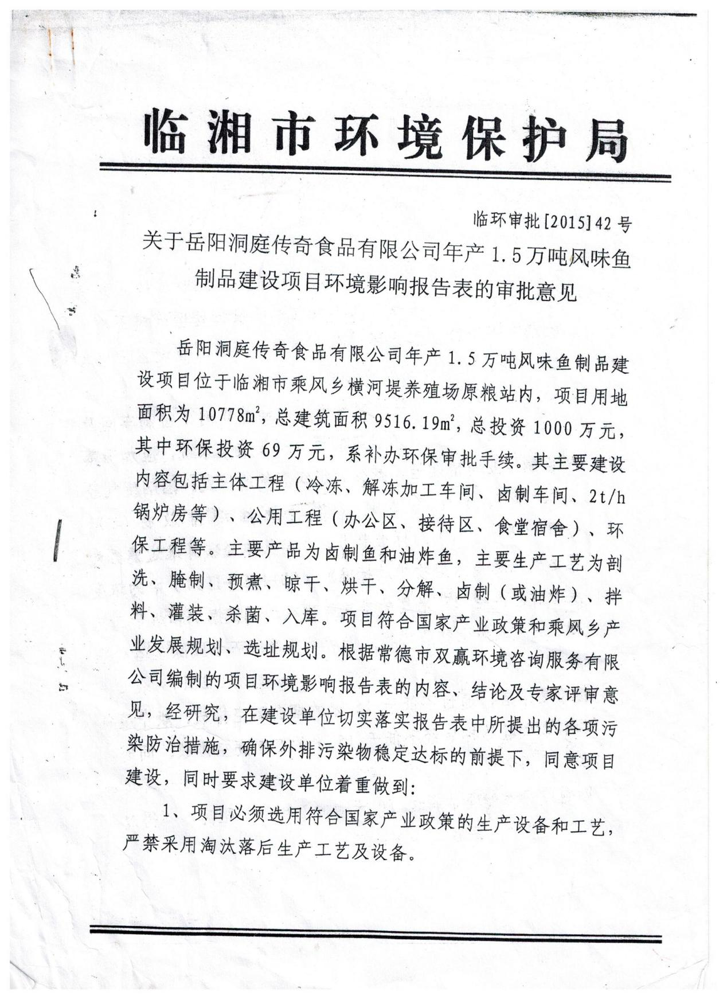 临湘市环境保护局
临环审批[2015]42号
关于岳阳洞庭传奇食品有限公司年产1.5万吨风味鱼
制品建设项目环境影响报告表的审批意见
岳阳洞庭传奇食品有限公司年产1.5万吨风味鱼制品建
设项目位于临湘市乘风乡横河堤养殖场原粮站内，项目用地
面积为10778m²，总建筑面积9516.19m²，总投资1000万元，
其中环保投资69万元，系补办环保审批手续。其主要建设
内容包括主体工程（冷冻、解冻加工车间、卤制车间、2t/h
锅炉房等）、公用工程（办公区、接待区、食堂宿舍）、环
保工程等。主要产品为卤制鱼和油炸鱼，主要生产工艺为剖
洗、腌制、预煮、晾干、烘干、分解、卤制（或油炸）、拌
料、灌装、杀菌、入库。项目符合国家产业政策和乘风乡产
业发展规划、选址规划。根据常德市双赢环境咨询服务有限
公司编制的项目环境影响报告表的内容、结论及专家评审意
见，经研究，在建设单位切实落实报告表中所提出的各项污
染防治措施，确保外排污染物稳定达标的前提下，同意项目
建设，同时要求建设单位着重做到：
1、项目必须选用符合国家产业政策的生产设备和工艺，
严禁采用淘汰落后生产工艺及设备。